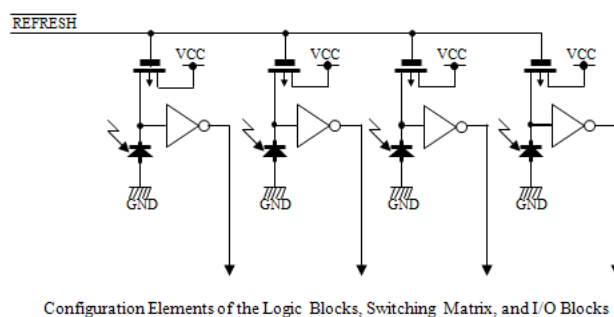 REFRESH
VCC VCC VCC VCC
GND GND GND GND
Configuration Elements of the Logic Blocks, Switching Matrix, and I/O Blocks